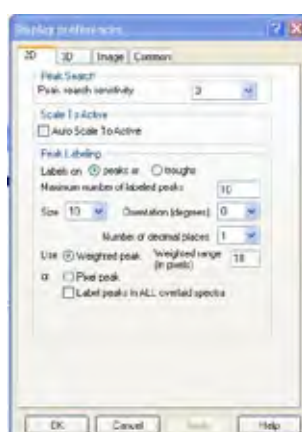 Display preferences
2D 3D Image Common
Peak Search
Peak search sensitivity 3
Scale To Active
Auto Scale To Active
Peak Labeling
Labels on peaks or troughs
Maximum number of labeled peaks 10
Size 10 Orientation (degrees) 0
Number of decimal places 1
Use Weighted peak Weighted range (in pixels) 18
or Pixel peak
Label peaks in ALL overlaid spectra
OK Cancel Apply Help